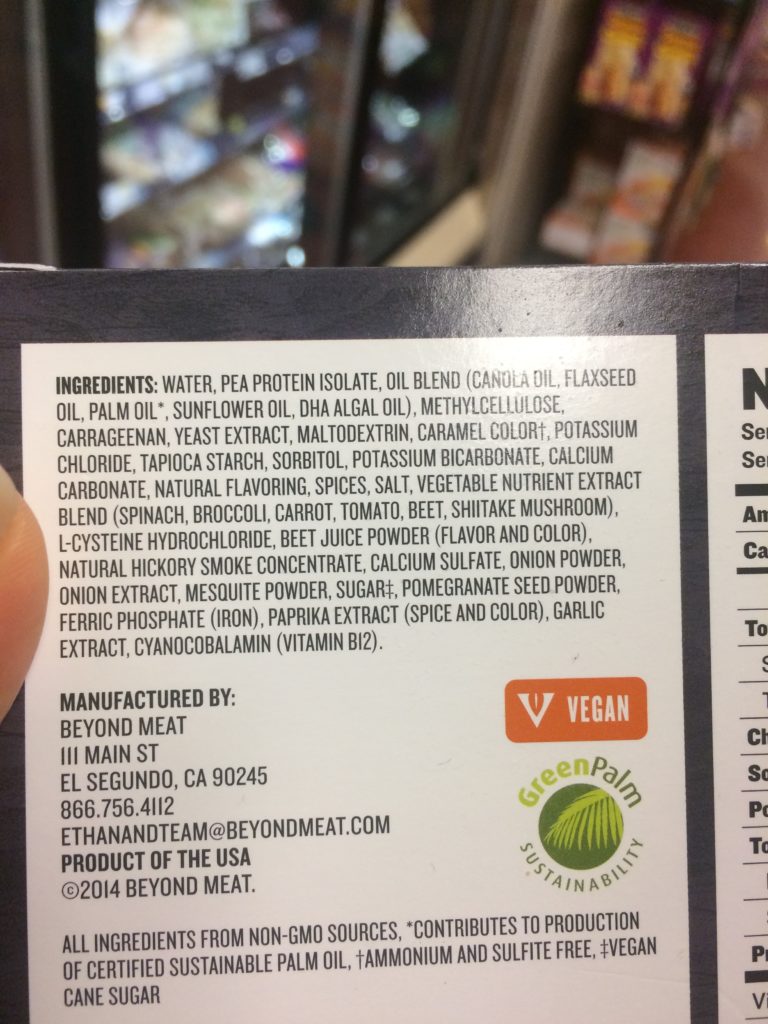 INGREDIENTS: WATER, PEA PROTEIN ISOLATE, OIL BLEND (CANOLA OIL, FLAXSEED
OIL, PALM OIL*, SUNFLOWER OIL, DHA ALGAL OIL), METHYLCELLULOSE,
CARRAGEENAN, YEAST EXTRACT, MALTODEXTRIN, CARAMEL COLOR†, POTASSIUM
CHLORIDE, TAPIOCA STARCH, SORBITOL, POTASSIUM BICARBONATE, CALCIUM
CARBONATE, NATURAL FLAVORING, SPICES, SALT, VEGETABLE NUTRIENT EXTRACT
BLEND (SPINACH, BROCCOLI, CARROT, TOMATO, BEET, SHIITAKE MUSHROOM),
L-CYSTEINE HYDROCHLORIDE, BEET JUICE POWDER (FLAVOR AND COLOR),
NATURAL HICKORY SMOKE CONCENTRATE, CALCIUM SULFATE, ONION POWDER,
ONION EXTRACT, MESQUITE POWDER, SUGAR‡, POMEGRANATE SEED POWDER,
FERRIC PHOSPHATE (IRON), PAPRIKA EXTRACT (SPICE AND COLOR), GARLIC
EXTRACT, CYANOCOBALAMIN (VITAMIN B12).
MANUFACTURED BY:
BEYOND MEAT
111 MAIN ST
EL SEGUNDO, CA 90245
866.756.4112
ETHANANDTEAM@BEYONDMEAT.COM
PRODUCT OF THE USA
©2014 BEYOND MEAT.
VEGAN
GreenPalm
SUSTAINABILITY
ALL INGREDIENTS FROM NON-GMO SOURCES, *CONTRIBUTES TO PRODUCTION
OF CERTIFIED SUSTAINABLE PALM OIL, †AMMONIUM AND SULFITE FREE, ‡VEGAN
CANE SUGAR